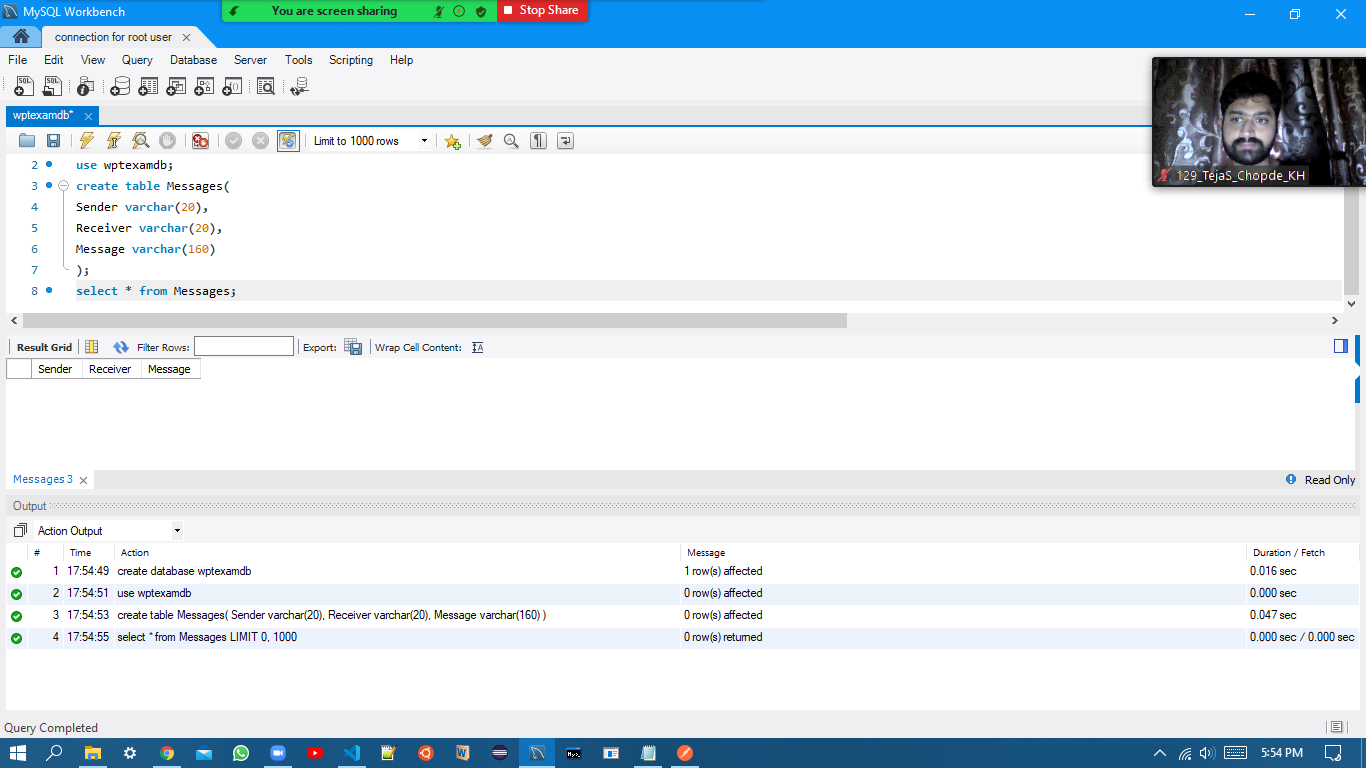 MySQL Workbench
You are screen sharing
Stop Share
connection for root user
File Edit View Query Database Server Tools Scripting Help
wptexamdb*
Limit to 1000 rows
129_TejaS_Chopde_KH
2 use wptexamdb;
3 create table Messages(
4 Sender varchar(20),
5 Receiver varchar(20),
6 Message varchar(160)
7 );
8 select * from Messages;
Result Grid Filter Rows: Export: Wrap Cell Content:
Sender Receiver Message
Messages 3 Read Only
Output
Action Output
# Time Action Message Duration / Fetch
1 17:54:49 create database wptexamdb 1 row(s) affected 0.016 sec
2 17:54:51 use wptexamdb 0 row(s) affected 0.000 sec
3 17:54:53 create table Messages( Sender varchar(20), Receiver varchar(20), Message varchar(160) ) 0 row(s) affected 0.047 sec
4 17:54:55 select * from Messages LIMIT 0, 1000 0 row(s) returned 0.000 sec / 0.000 sec
Query Completed
5:54 PM